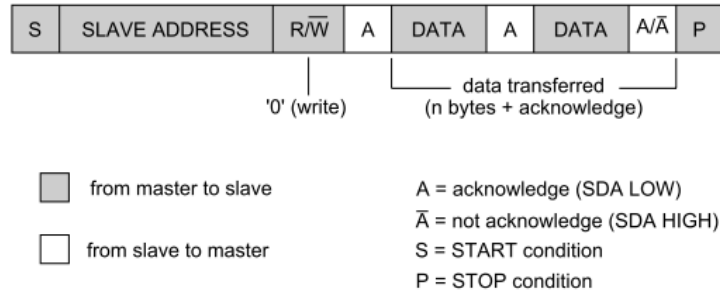 S SLAVE ADDRESS R/W̅ A DATA A DATA A/A̅ P
data transferred
'0' (write) (n bytes + acknowledge)
from master to slave A = acknowledge (SDA LOW)
A̅ = not acknowledge (SDA HIGH)
from slave to master S = START condition
P = STOP condition